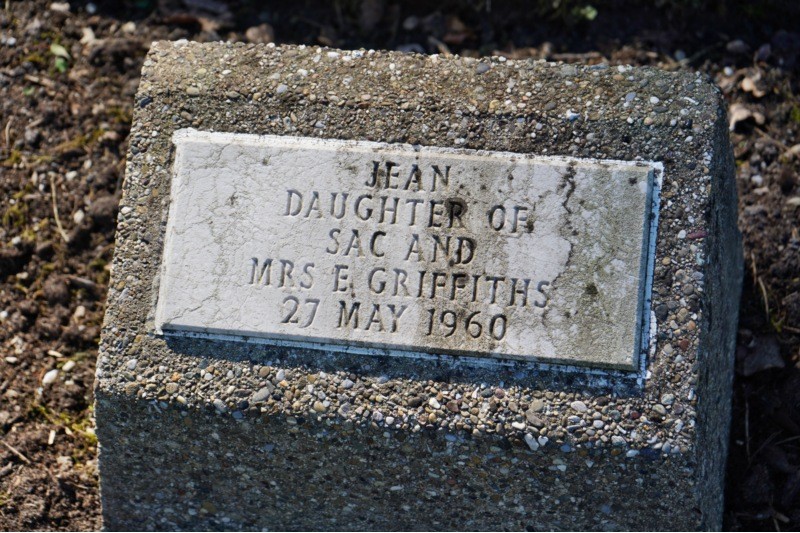 JEAN
DAUGHTER OF
SAC AND
MRS E. GRIFFITHS
27 MAY 1960